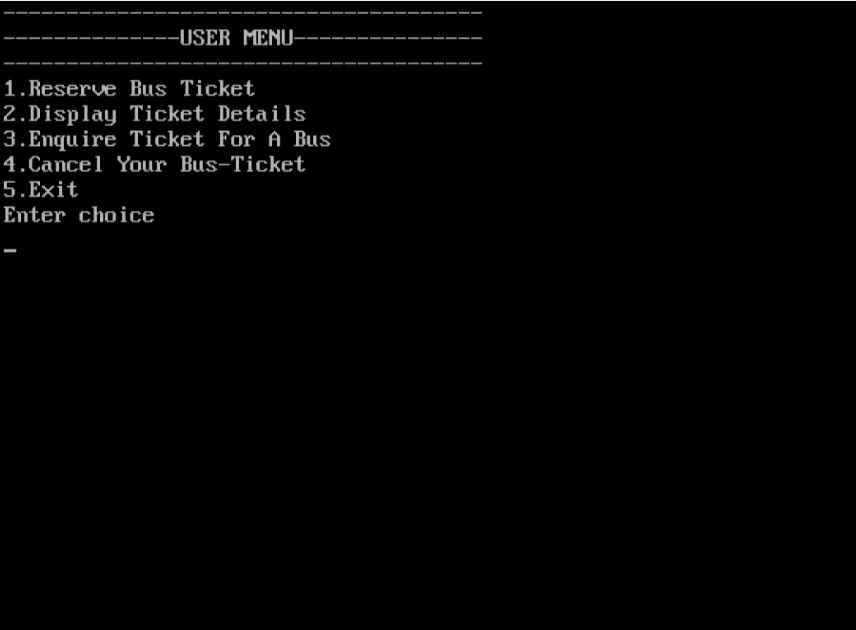 --------------------------------------
--------------USER MENU---------------
--------------------------------------
1.Reserve Bus Ticket
2.Display Ticket Details
3.Enquire Ticket For A Bus
4.Cancel Your Bus-Ticket
5.Exit
Enter choice
_